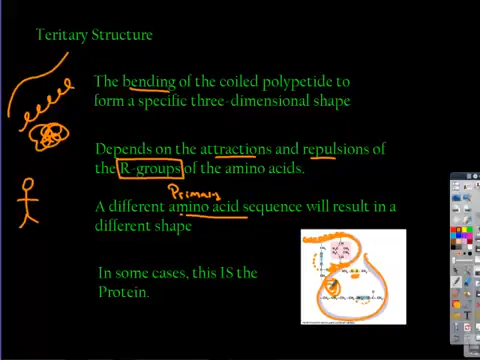 Teritary Structure
The bending of the coiled polypetide to
form a specific three-dimensional shape
Depends on the attractions and repulsions of
the R-groups of the amino acids.
Primary
A different amino acid sequence will result in a
different shape
In some cases, this IS the
Protein.